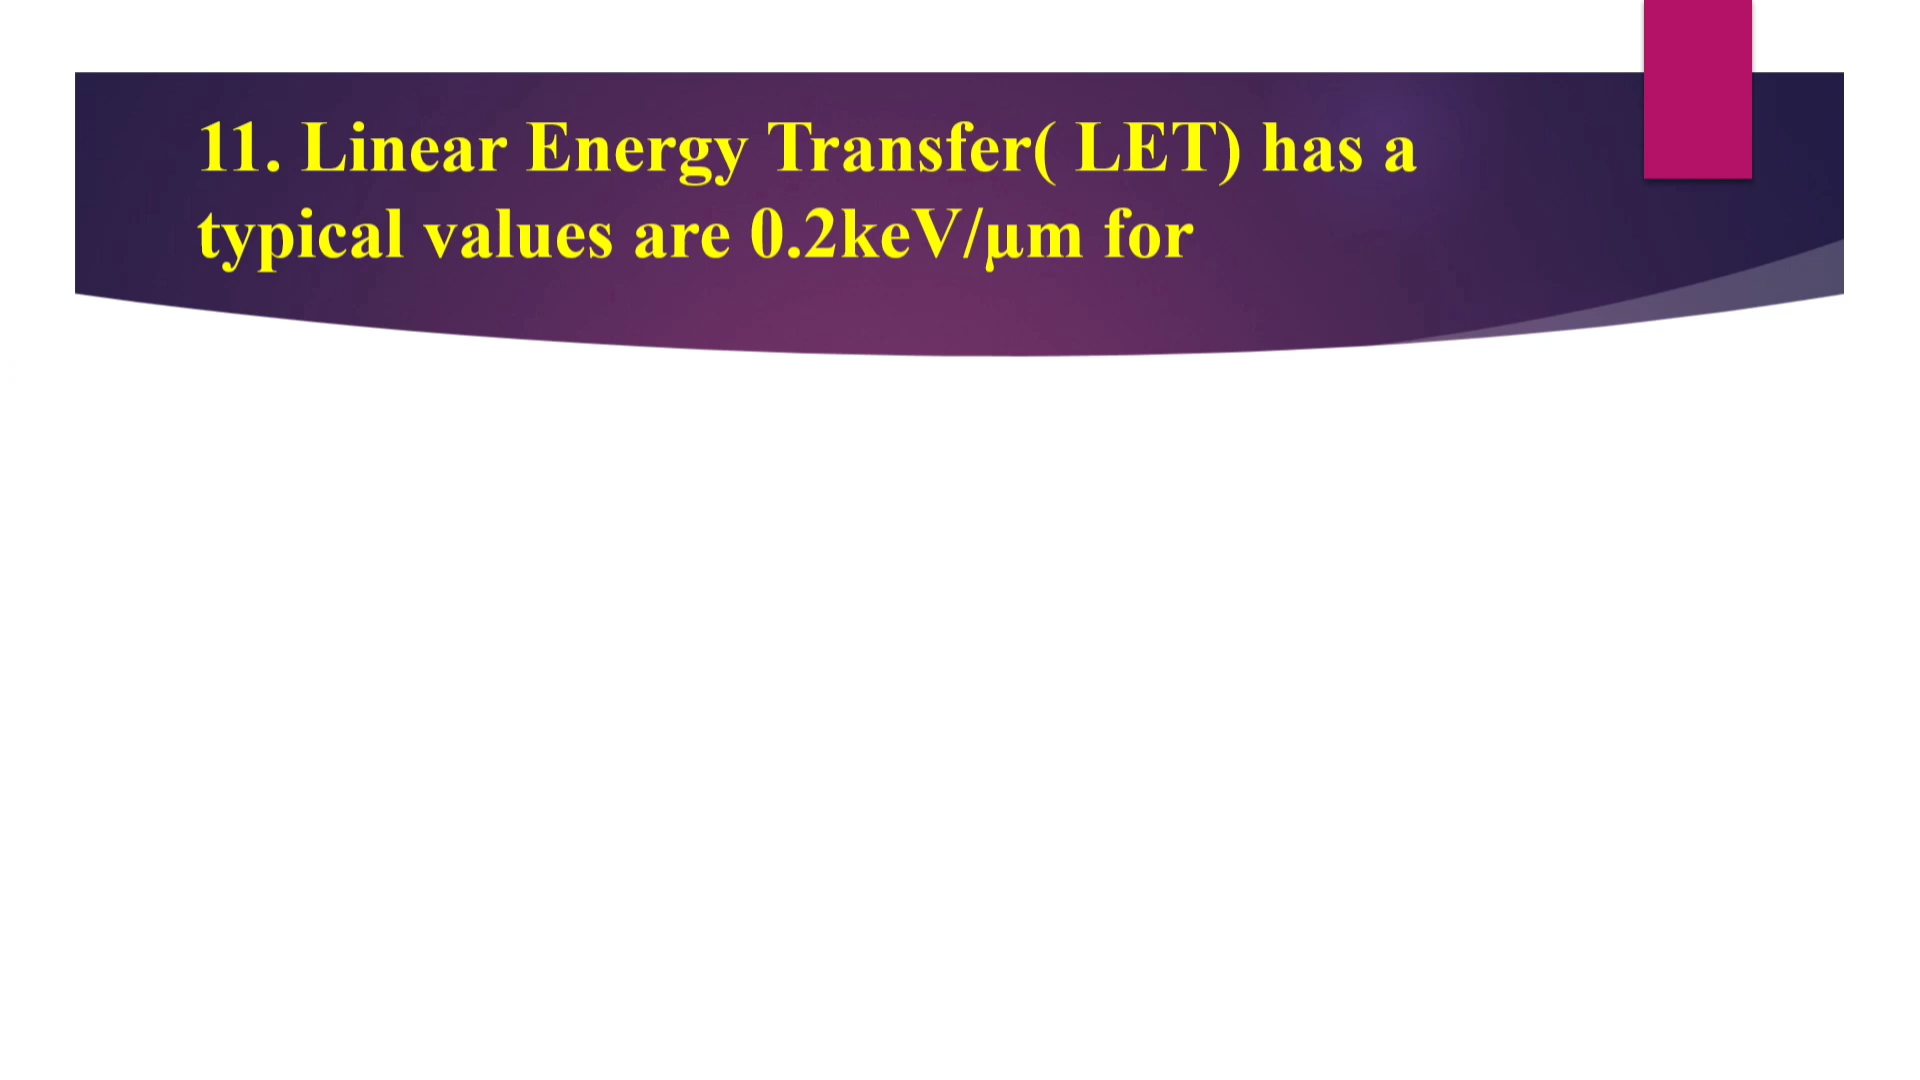 11. Linear Energy Transfer( LET) has a
typical values are 0.2keV/μm for